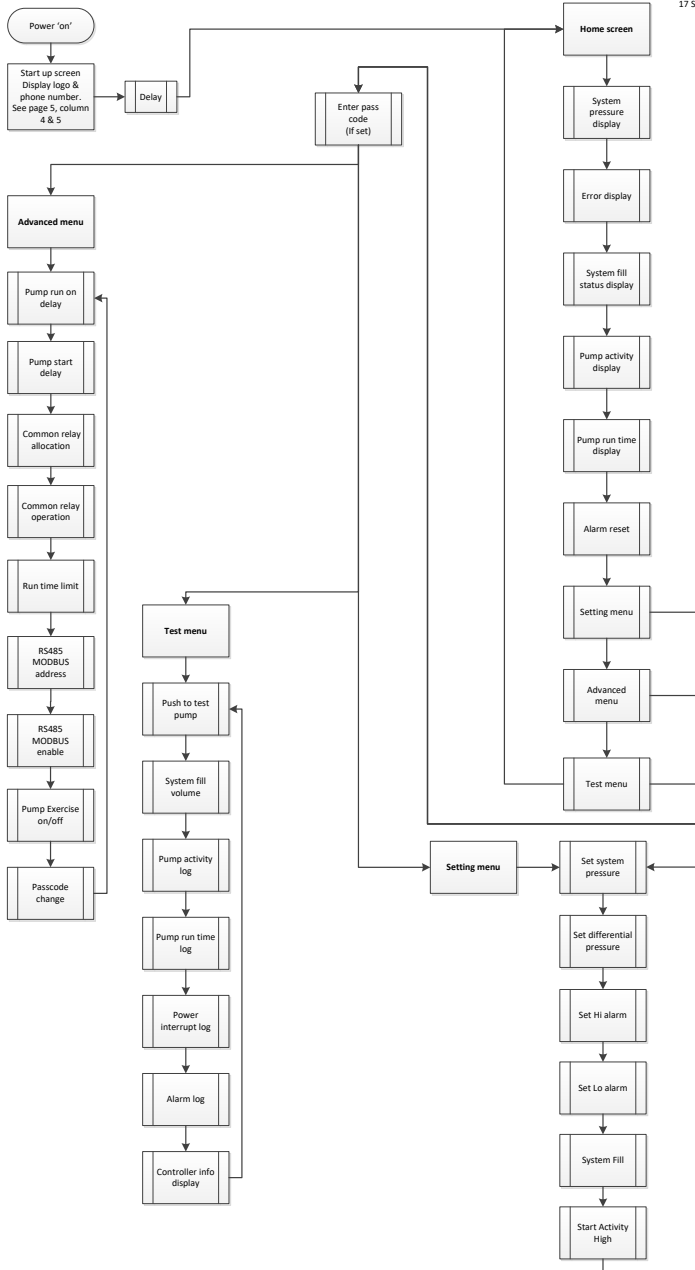 17 S
Power 'on'
Start up screen
Display logo &
phone number.
See page 5, column
4 & 5
Delay
Enter pass
code
(If set)
Home screen
System
pressure
display
Error display
System fill
status display
Pump activity
display
Pump run time
display
Alarm reset
Setting menu
Advanced
menu
Test menu
Advanced menu
Pump run on
delay
Pump start
delay
Common relay
allocation
Common relay
operation
Run time limit
RS485
MODBUS
address
RS485
MODBUS
enable
Pump Exercise
on/off
Passcode
change
Test menu
Push to test
pump
System fill
volume
Pump activity
log
Pump run time
log
Power
interrupt log
Alarm log
Controller info
display
Setting menu
Set system
pressure
Set differential
pressure
Set Hi alarm
Set Lo alarm
System Fill
Start Activity
High